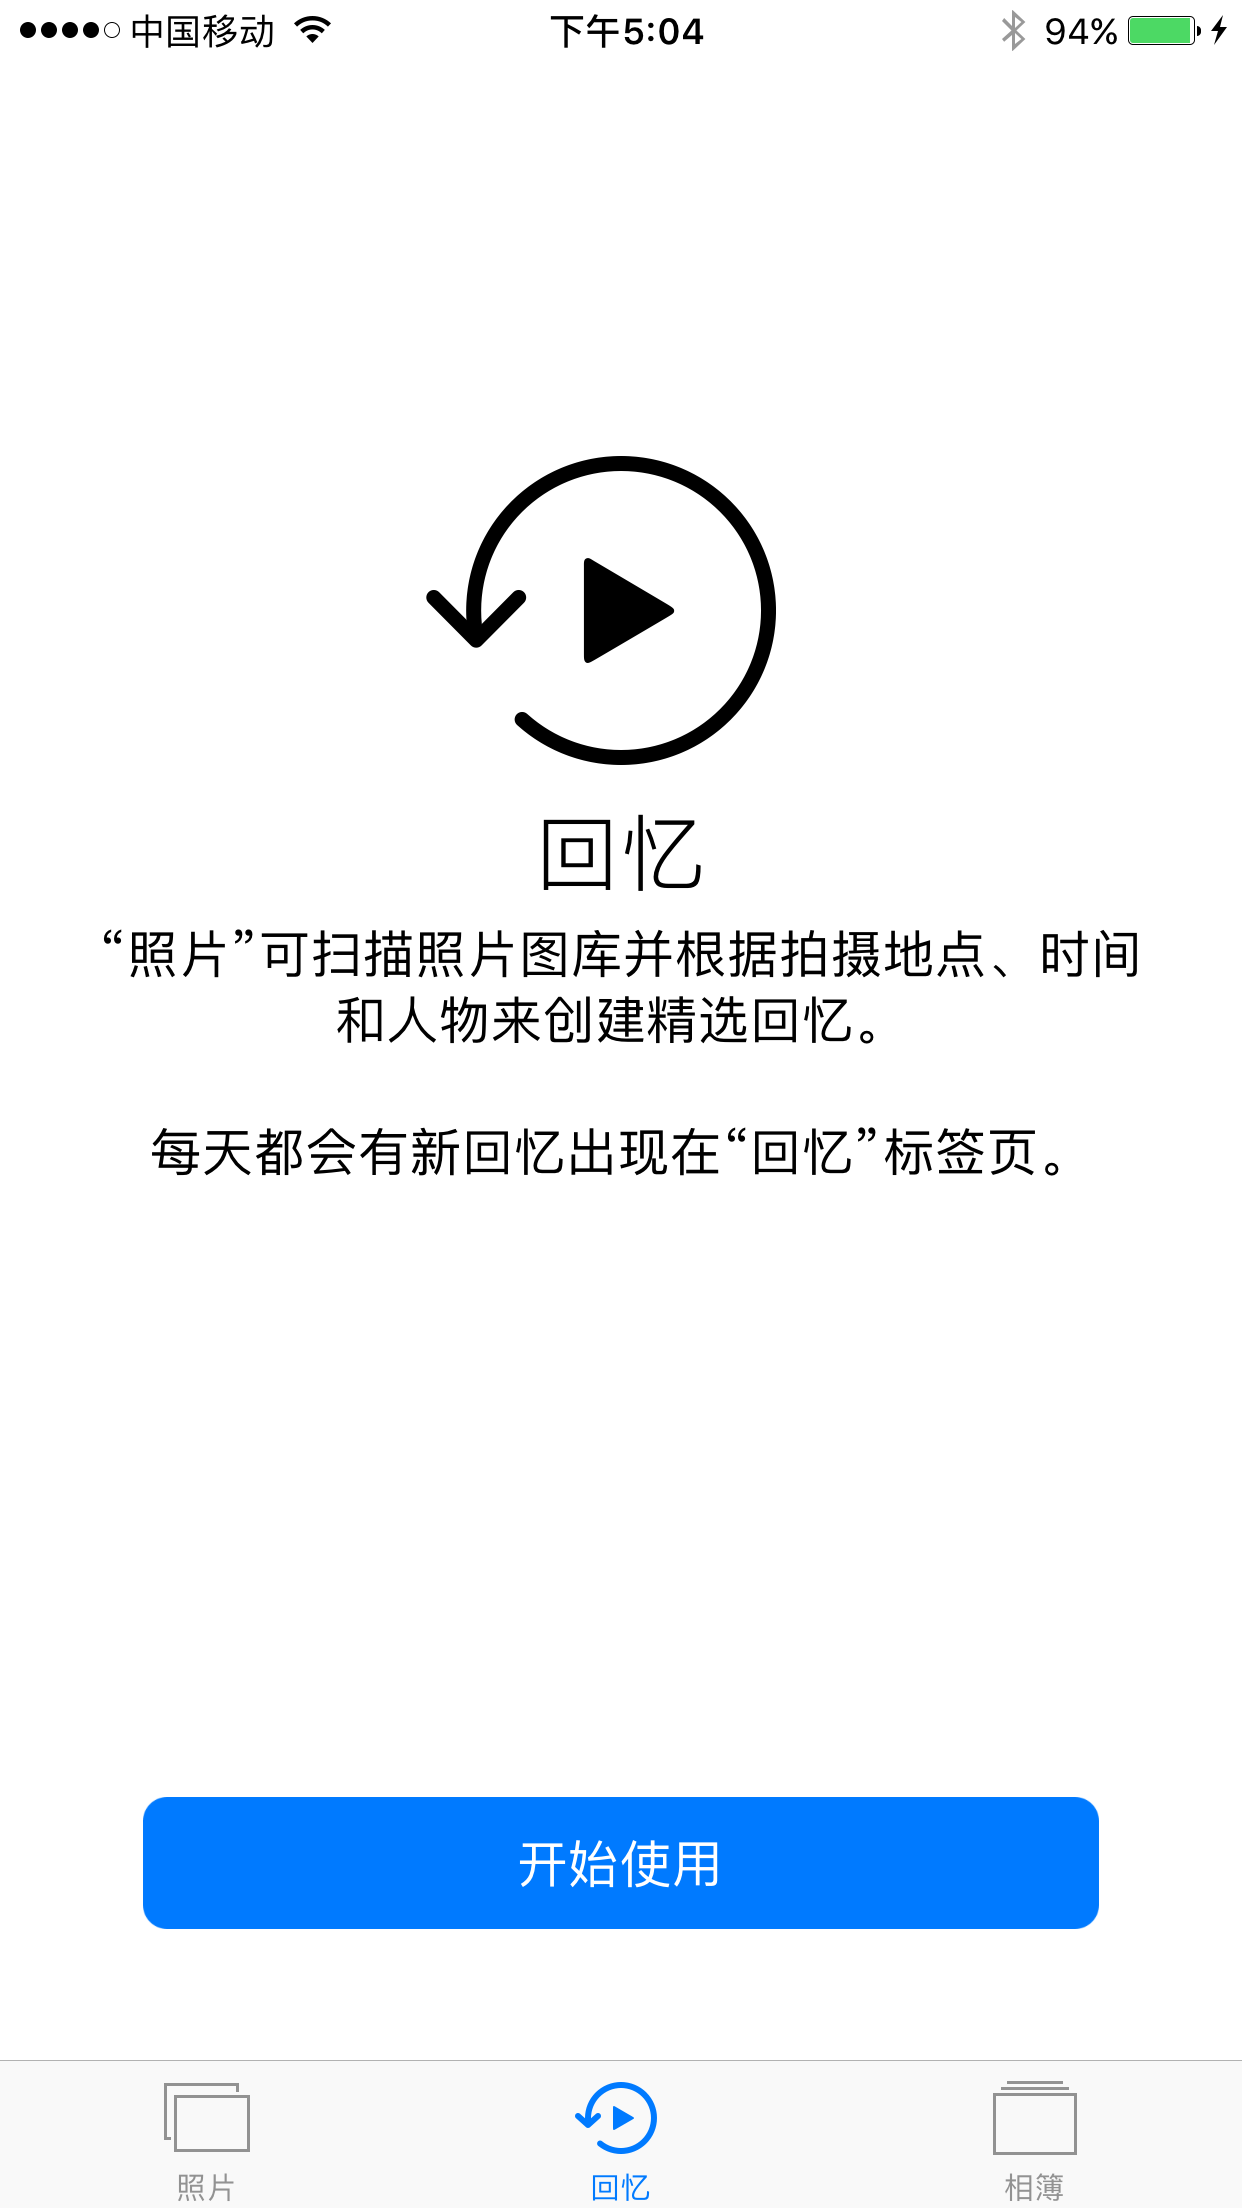 中国移动 下午5:04 94%
回忆
“照片”可扫描照片图库并根据拍摄地点、时间
和人物来创建精选回忆。
每天都会有新回忆出现在“回忆”标签页。
开始使用
照片 回忆 相簿